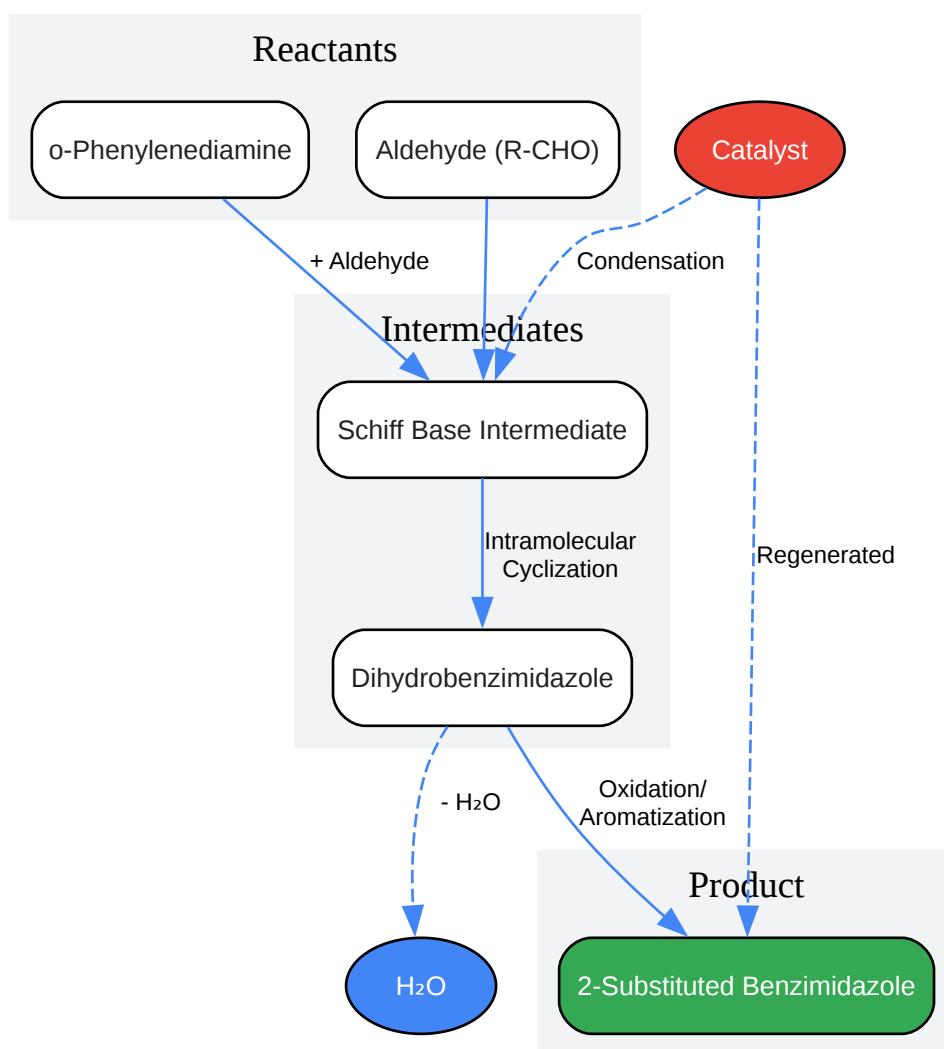 Reactants
o-Phenylenediamine
Aldehyde (R-CHO)
Catalyst
+ Aldehyde
Condensation
Intermediates
Schiff Base Intermediate
Intramolecular
Cyclization
Regenerated
Dihydrobenzimidazole
- H₂O
Oxidation/
Aromatization
Product
H₂O
2-Substituted Benzimidazole